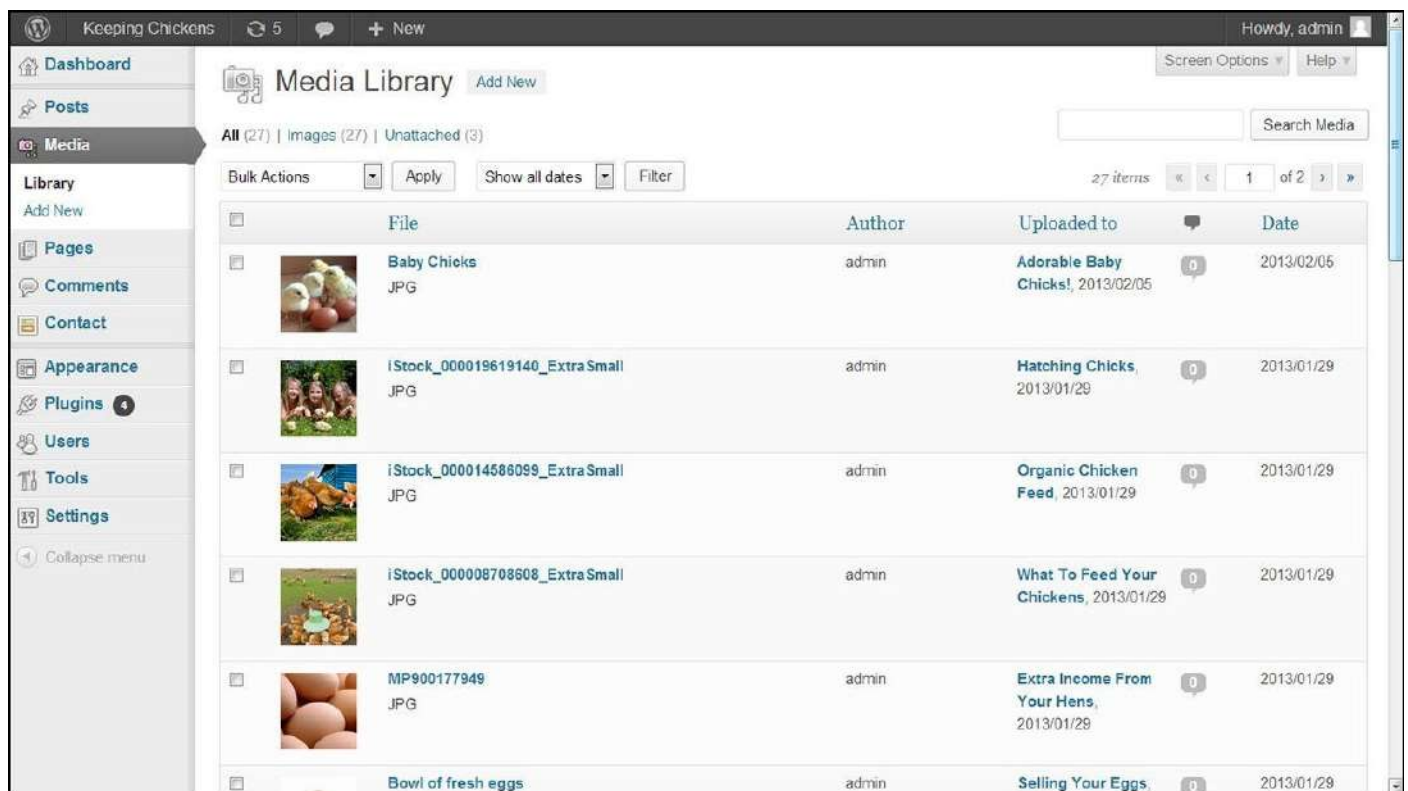 Keeping Chickens 5 + New Howdy, admin
Dashboard
Posts
Media
Library
Add New
Pages
Comments
Contact
Appearance
Plugins 4
Users
Tools
Settings
Collapse menu
Screen Options Help
Media Library Add New
All (27) | Images (27) | Unattached (3)
Search Media
Bulk Actions Apply Show all dates Filter 27 items « ‹ 1 of 2 › »
File Author Uploaded to Date
Baby Chicks admin Adorable Baby 0 2013/02/05
JPG Chicks!, 2013/02/05
iStock_000019619140_ExtraSmall admin Hatching Chicks, 0 2013/01/29
JPG 2013/01/29
iStock_000014586099_ExtraSmall admin Organic Chicken 0 2013/01/29
JPG Feed, 2013/01/29
iStock_000008708608_ExtraSmall admin What To Feed Your 0 2013/01/29
JPG Chickens, 2013/01/29
MP900177949 admin Extra Income From 0 2013/01/29
JPG Your Hens,
2013/01/29
Bowl of fresh eggs admin Selling Your Eggs, 0 2013/01/29